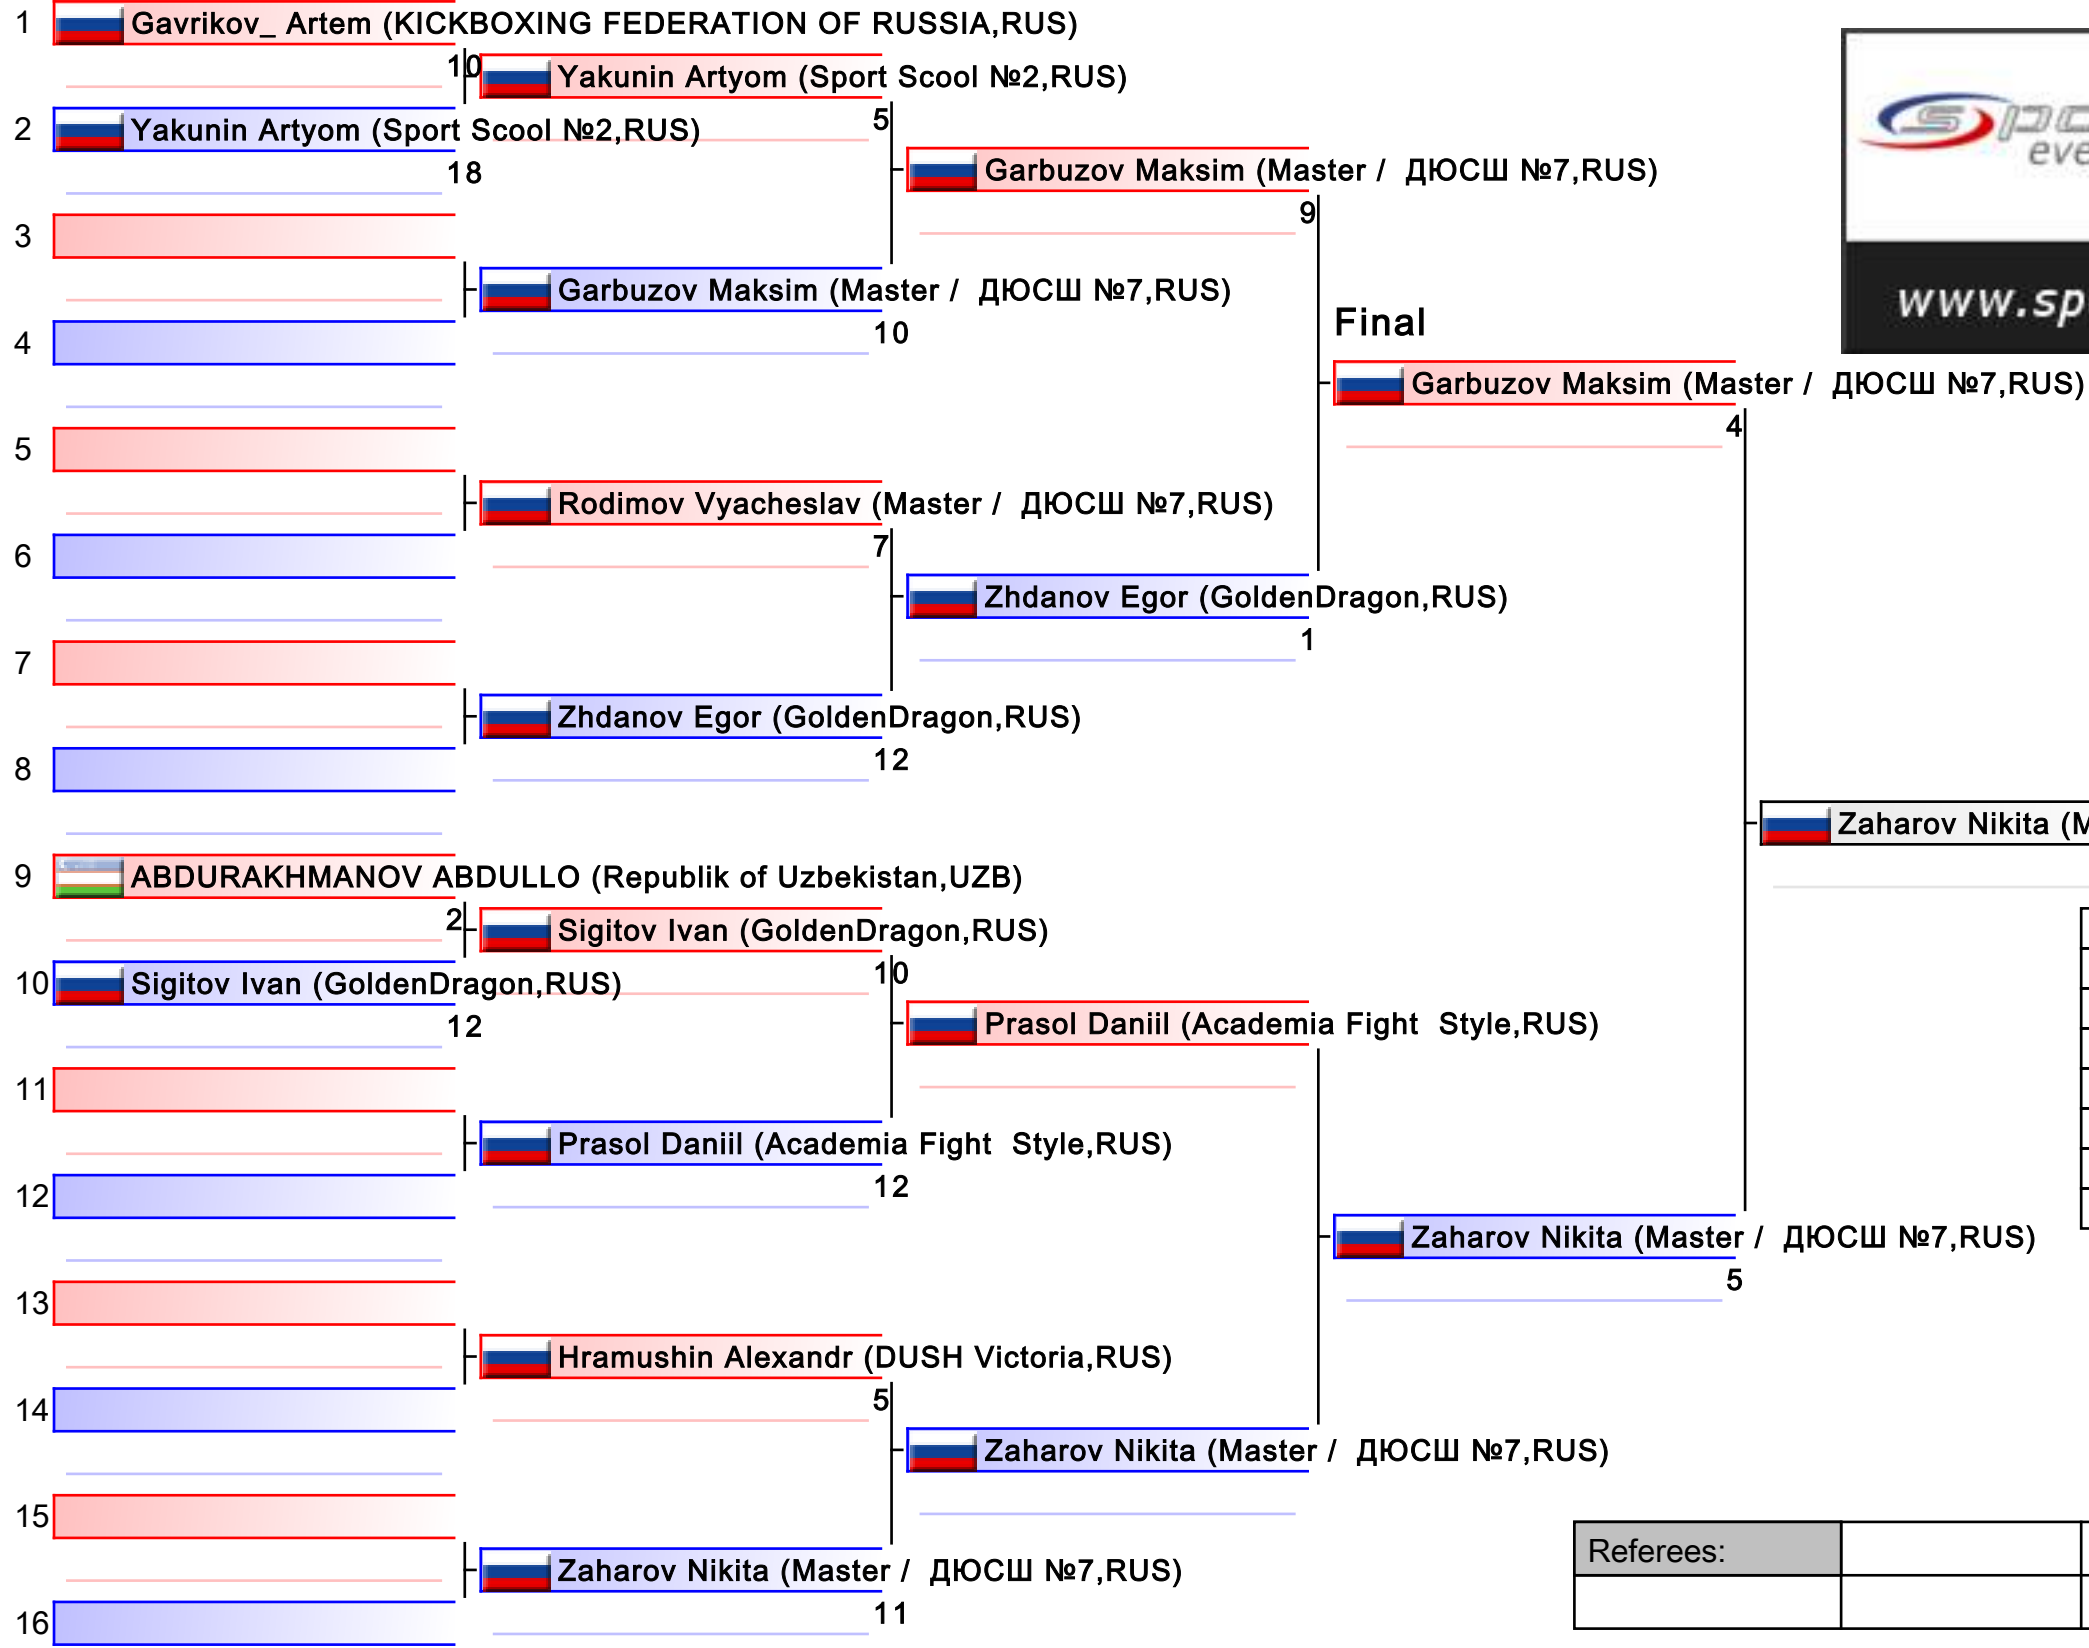 1 Gavrikov_ Artem (KICKBOXING FEDERATION OF RUSSIA,RUS)
10 Yakunin Artyom (Sport Scool №2,RUS)
2 Yakunin Artyom (Sport Scool №2,RUS)
5
18
Garbuzov Maksim (Master / ДЮСШ №7,RUS)
9
3
Garbuzov Maksim (Master / ДЮСШ №7,RUS)
10
www.sp
Final
4
Garbuzov Maksim (Master / ДЮСШ №7,RUS)
4
5
Rodimov Vyacheslav (Master / ДЮСШ №7,RUS)
7
6
Zhdanov Egor (GoldenDragon,RUS)
1
7
Zhdanov Egor (GoldenDragon,RUS)
12
8
Zaharov Nikita (M
9 ABDURAKHMANOV ABDULLO (Republik of Uzbekistan,UZB)
2 Sigitov Ivan (GoldenDragon,RUS)
10
10 Sigitov Ivan (GoldenDragon,RUS)
12
Prasol Daniil (Academia Fight Style,RUS)
11
Prasol Daniil (Academia Fight Style,RUS)
12
12
Zaharov Nikita (Master / ДЮСШ №7,RUS)
5
13
Hramushin Alexandr (DUSH Victoria,RUS)
5
14
Zaharov Nikita (Master / ДЮСШ №7,RUS)
15
Zaharov Nikita (Master / ДЮСШ №7,RUS)
11
16
Referees: